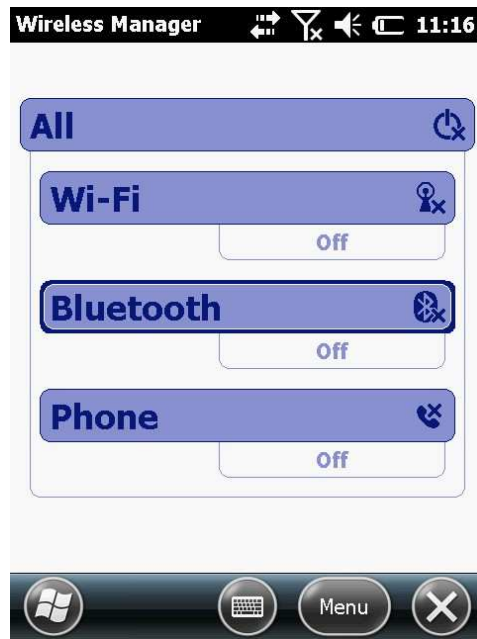 Wireless Manager 11:16
All
Wi-Fi
Off
Bluetooth
Off
Phone
Off
Menu